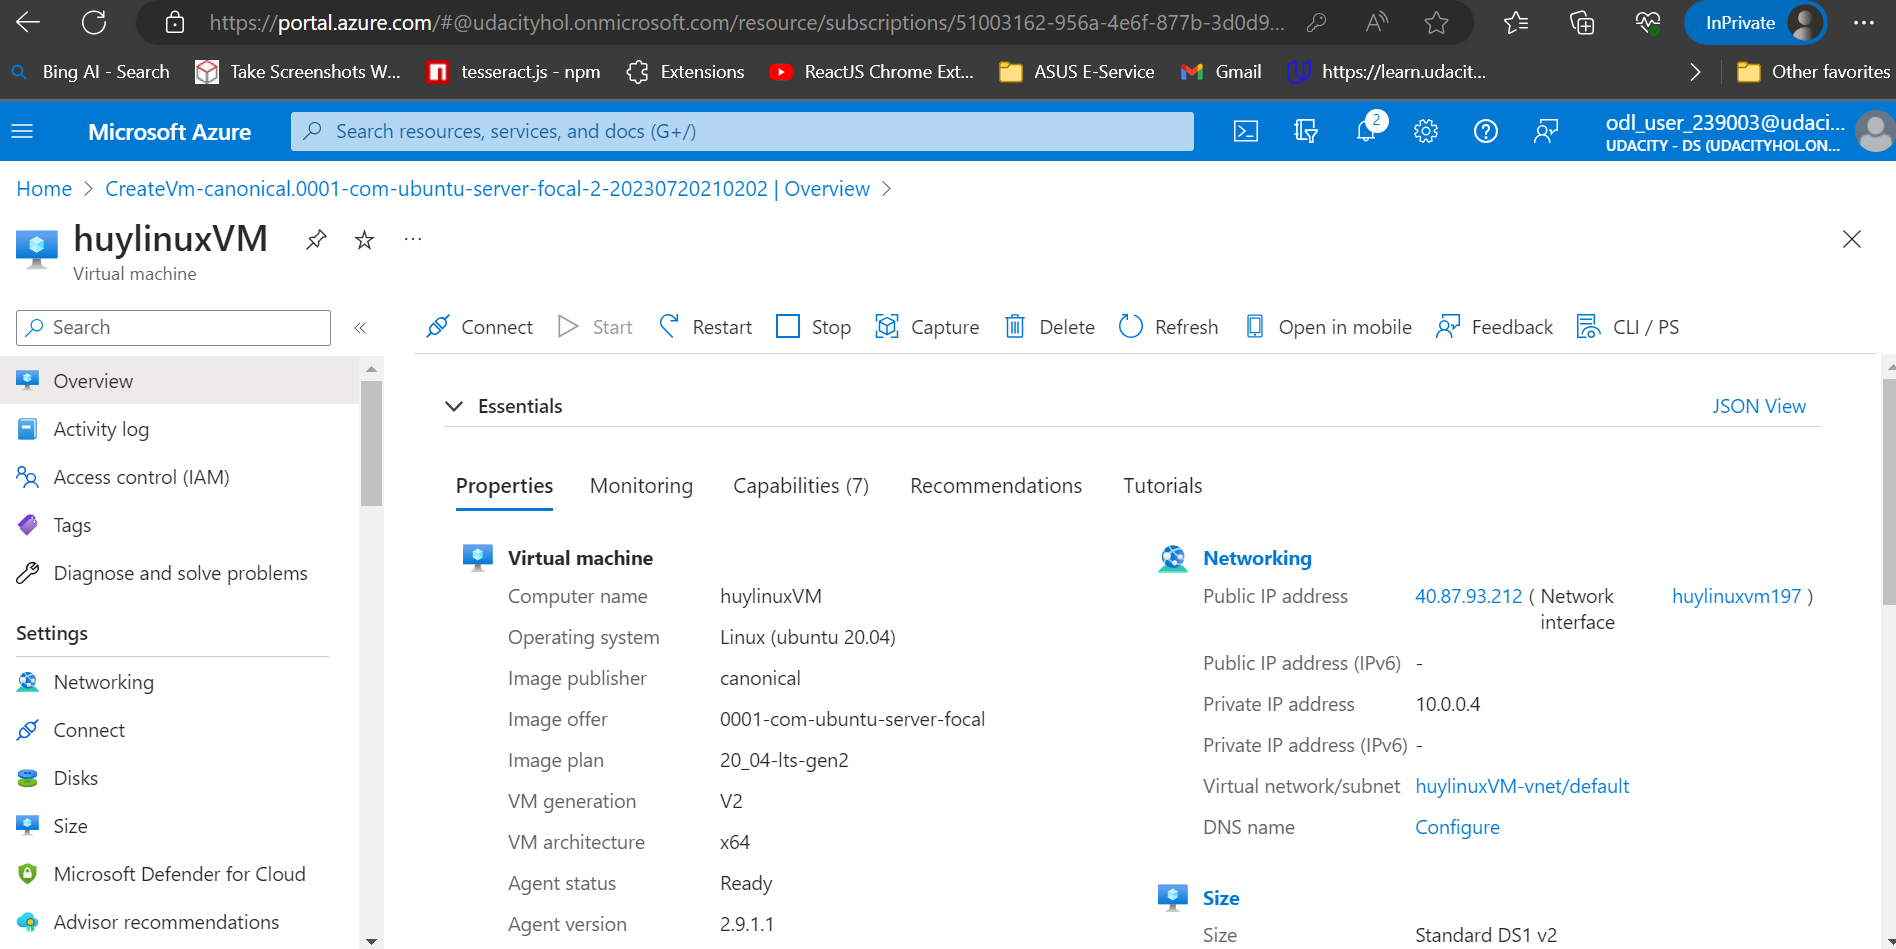 https://portal.azure.com/#@udacityhol.onmicrosoft.com/resource/subscriptions/51003162-956a-4e6f-877b-3d0d9...
InPrivate
Bing AI - Search
Take Screenshots W...
tesseract.js - npm
Extensions
ReactJS Chrome Ext...
ASUS E-Service
Gmail
https://learn.udacit...
Other favorites
Microsoft Azure
Search resources, services, and docs (G+/)
2
odl_user_239003@udaci...
UDACITY - DS (UDACITYHOL.ON...
Home > CreateVm-canonical.0001-com-ubuntu-server-focal-2-20230720210202 | Overview >
huylinuxVM
Virtual machine
Search
Connect
Start
Restart
Stop
Capture
Delete
Refresh
Open in mobile
Feedback
CLI / PS
Overview
Activity log
Access control (IAM)
Tags
Diagnose and solve problems
Settings
Networking
Connect
Disks
Size
Microsoft Defender for Cloud
Advisor recommendations
Essentials
JSON View
Properties
Monitoring
Capabilities (7)
Recommendations
Tutorials
Virtual machine
Computer name huylinuxVM
Operating system Linux (ubuntu 20.04)
Image publisher canonical
Image offer 0001-com-ubuntu-server-focal
Image plan 20_04-lts-gen2
VM generation V2
VM architecture x64
Agent status Ready
Agent version 2.9.1.1
Networking
Public IP address 40.87.93.212 ( Network interface huylinuxvm197 )
Public IP address (IPv6) -
Private IP address 10.0.0.4
Private IP address (IPv6) -
Virtual network/subnet huylinuxVM-vnet/default
DNS name Configure
Size
Size Standard DS1 v2